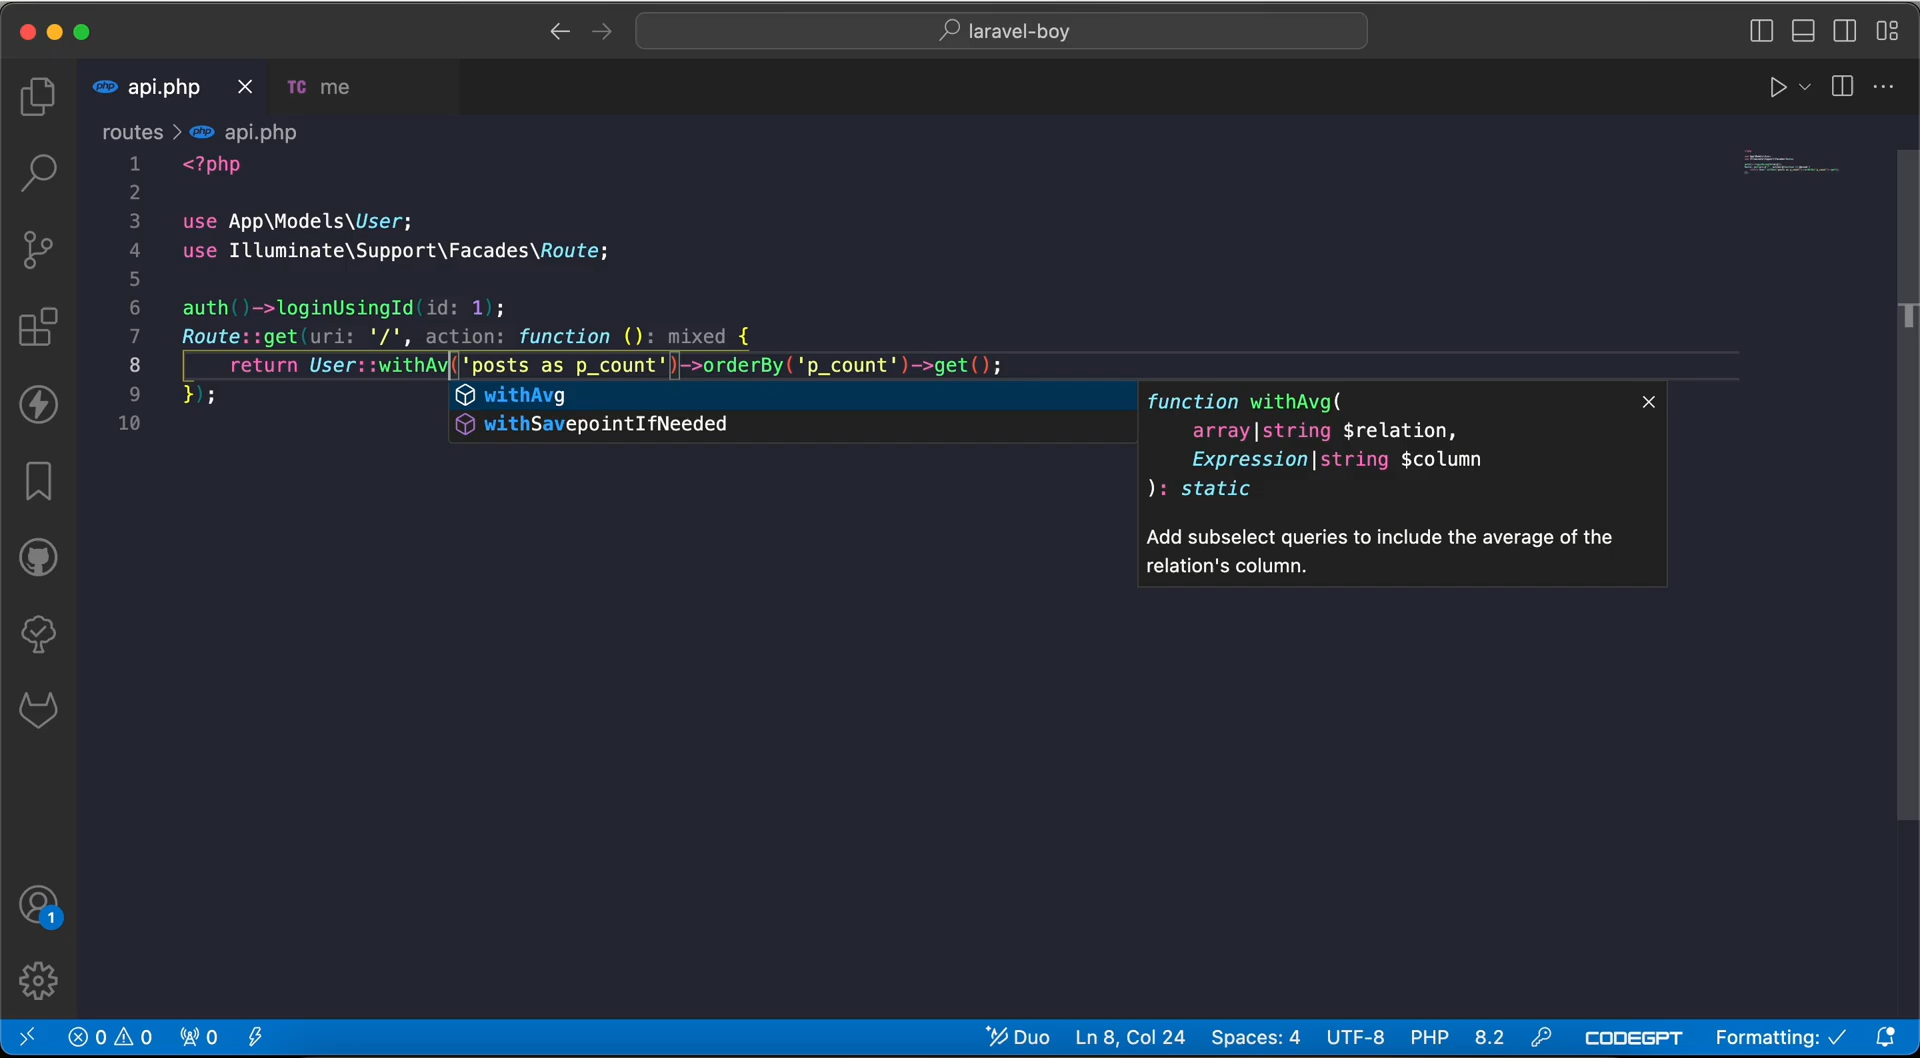 laravel-boy
php api.php
TC me
routes > php api.php
1 <?php
2
3 use App\Models\User;
4 use Illuminate\Support\Facades\Route;
5
6 auth()->loginUsingId(id: 1);
7 Route::get(uri: '/', action: function (): mixed {
8 return User::withAv('posts as p_count')->orderBy('p_count')->get();
9 });
10
withAvg
withSavepointIfNeeded
function withAvg(
array|string $relation,
Expression|string $column
): static
Add subselect queries to include the average of the
relation's column.
1
0 0 0 Duo Ln 8, Col 24 Spaces: 4 UTF-8 PHP 8.2 CODEGPT Formatting: ✓